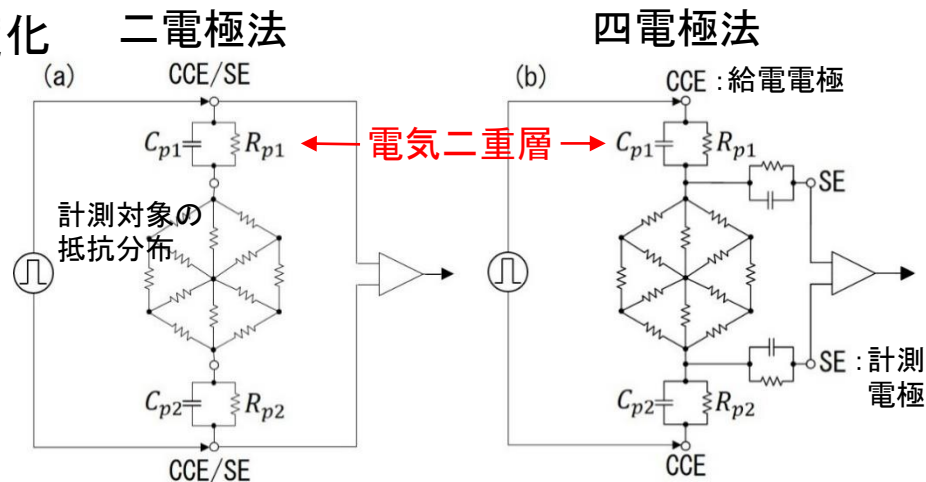 化
二電極法
四電極法
(a)
CCE/SE
(b)
CCE：給電電極
Cp1
Rp1
電気二重層
Cp1
Rp1
SE
計測対象の
抵抗分布
SE：計測
電極
Cp2
Rp2
Cp2
Rp2
CCE/SE
CCE